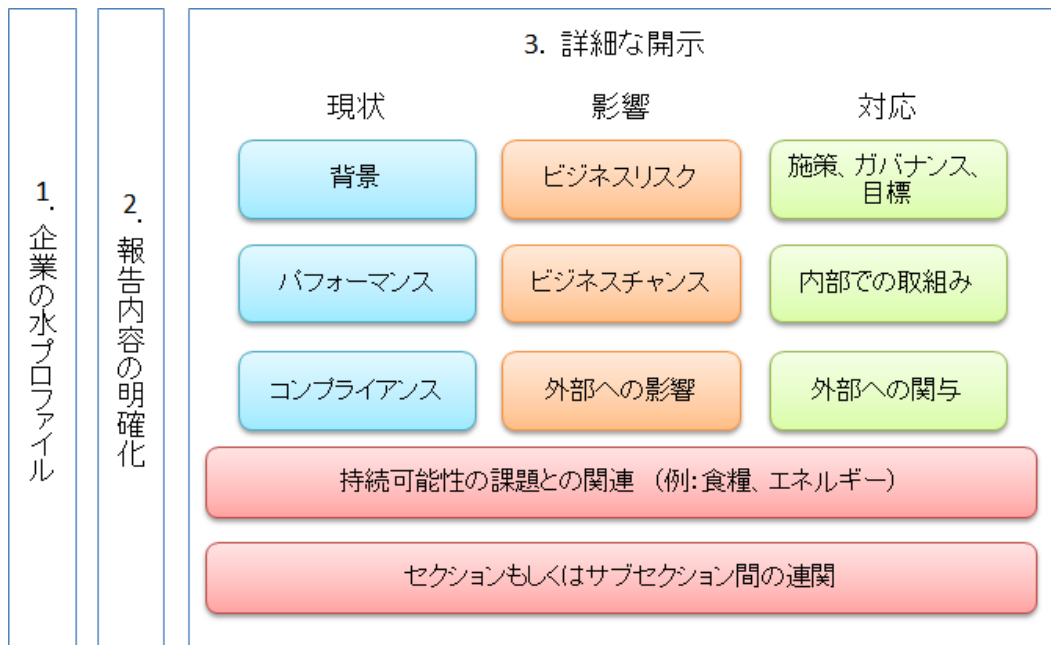 1. 企業の水プロファイル
2. 報告内容の明確化
3. 詳細な開示
現状
影響
対応
背景
ビジネスリスク
施策、ガバナンス、
目標
パフォーマンス
ビジネスチャンス
内部での取組み
コンプライアンス
外部への影響
外部への関与
持続可能性の課題との関連 (例:食糧、エネルギー)
セクションもしくはサブセクション間の連関